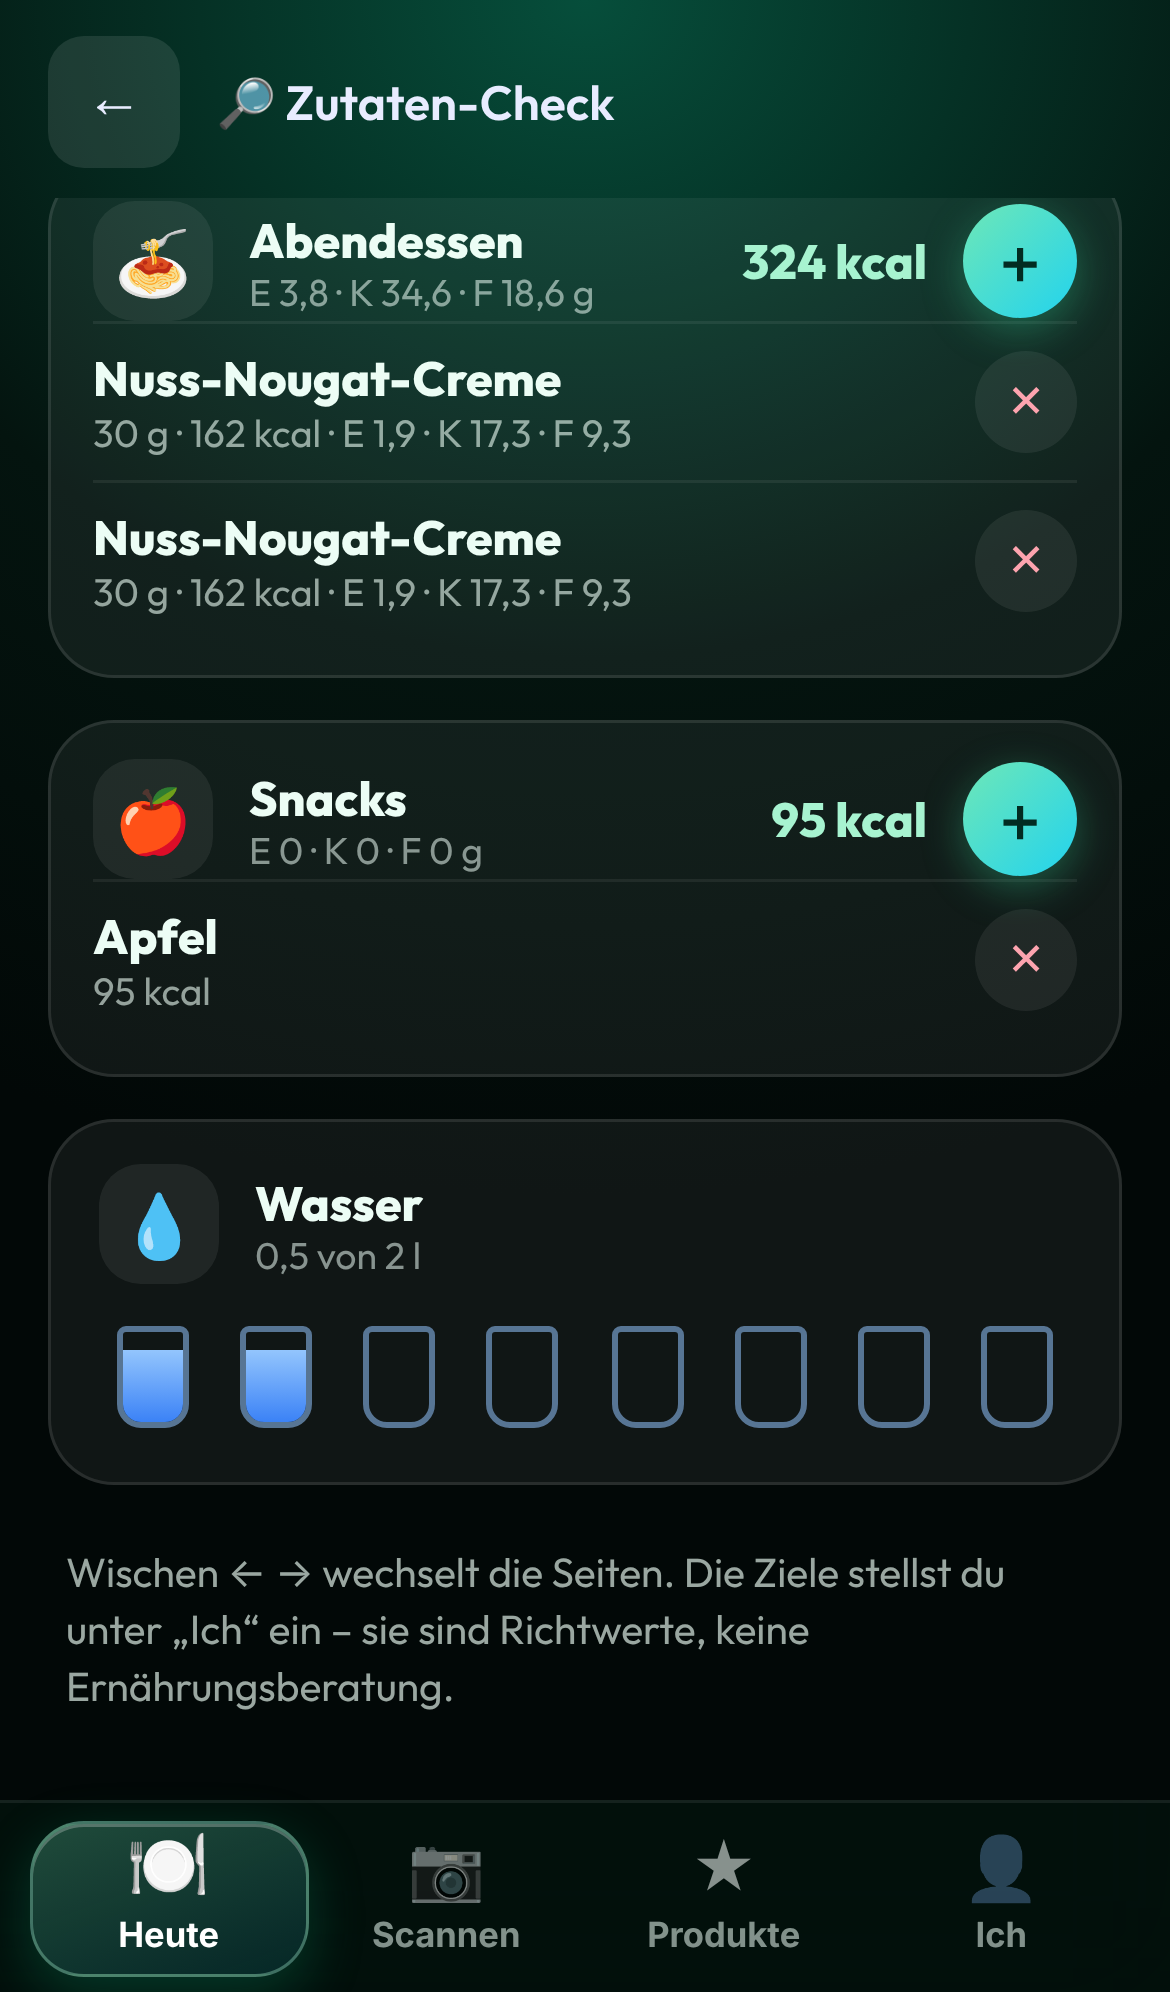 ← 🔎 Zutaten-Check
Abendessen
E 3,8 · K 34,6 · F 18,6 g
324 kcal
+
Nuss-Nougat-Creme
30 g · 162 kcal · E 1,9 · K 17,3 · F 9,3
×
Nuss-Nougat-Creme
30 g · 162 kcal · E 1,9 · K 17,3 · F 9,3
×
Snacks
E 0 · K 0 · F 0 g
95 kcal
+
Apfel
95 kcal
×
Wasser
0,5 von 2 l
Wischen ← → wechselt die Seiten. Die Ziele stellst du
unter „Ich“ ein – sie sind Richtwerte, keine
Ernährungsberatung.
Heute
Scannen
Produkte
Ich